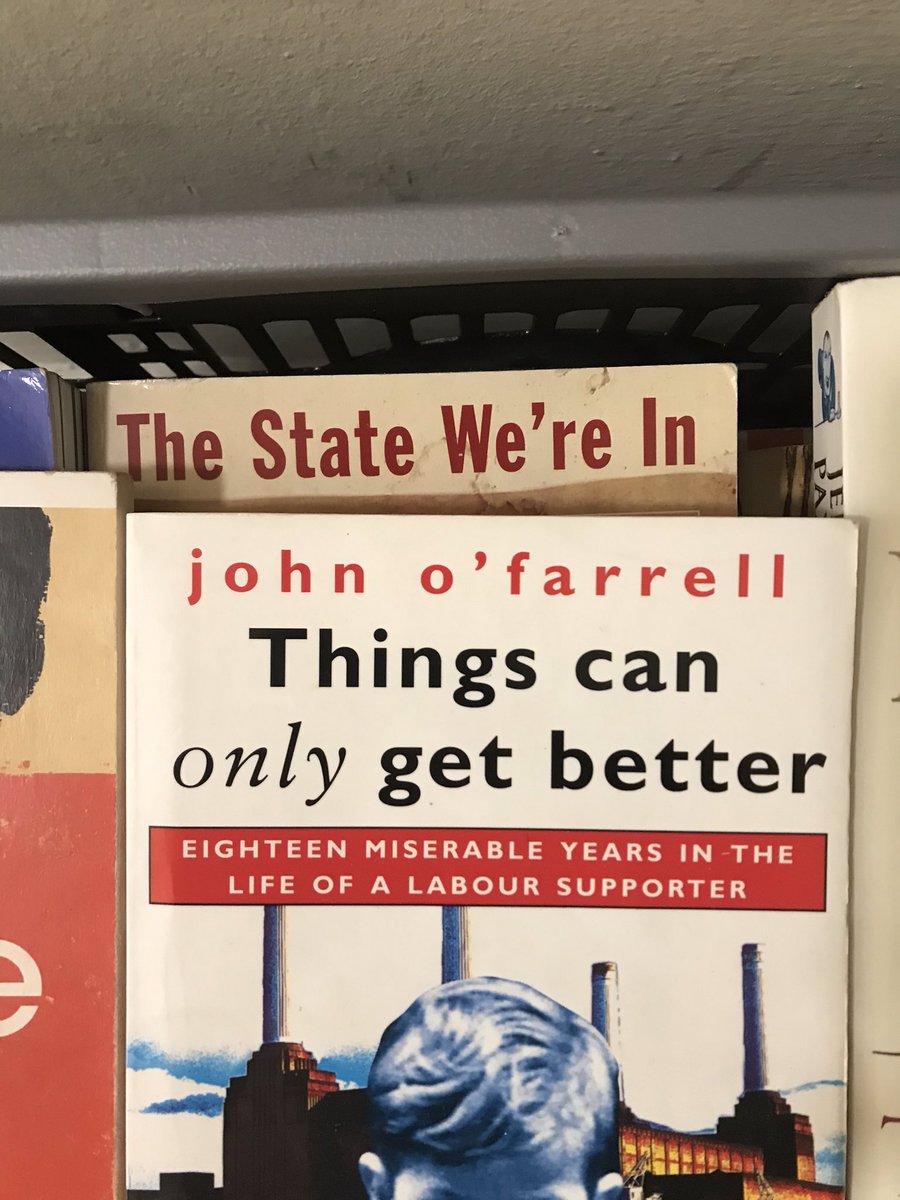 The State We're In
john o'farrell
Things can
only get better
EIGHTEEN MISERABLE YEARS IN THE
LIFE OF A LABOUR SUPPORTER
e